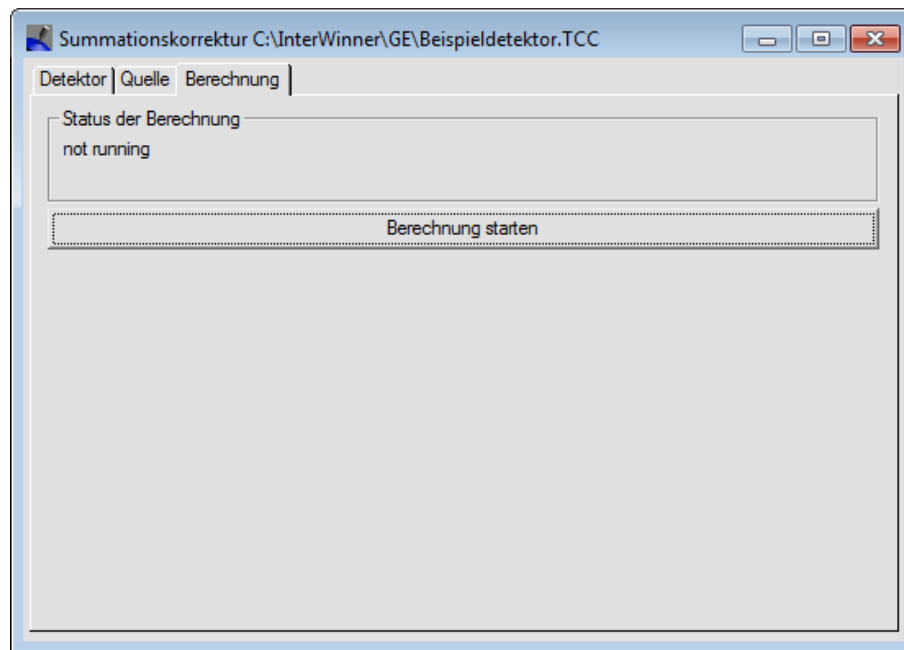 Summationskorrektur C:\InterWinner\GE\Beispieldetektor.TCC
Detektor Quelle Berechnung
Status der Berechnung
not running
Berechnung starten